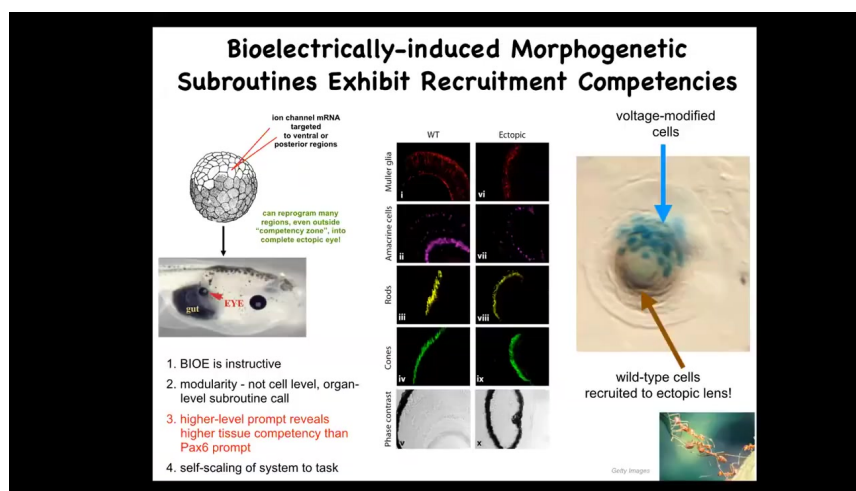 Bioelectrically-induced Morphogenetic
Subroutines Exhibit Recruitment Competencies
ion channel mRNA
targeted
to ventral or
posterior regions
can reprogram many
regions, even outside
"competency zone", into
complete ectopic eye!
EYE
gut
1. BIOE is instructive
2. modularity - not cell level, organ-
level subroutine call
3. higher-level prompt reveals
higher tissue competency than
Pax6 prompt
4. self-scaling of system to task
WT
Ectopic
Muller glia
i
vi
Amacrine cells
ii
vii
Rods
iii
viii
Cones
iv
ix
Phase contrast
v
x
voltage-modified
cells
wild-type cells
recruited to ectopic lens!
Getty Images